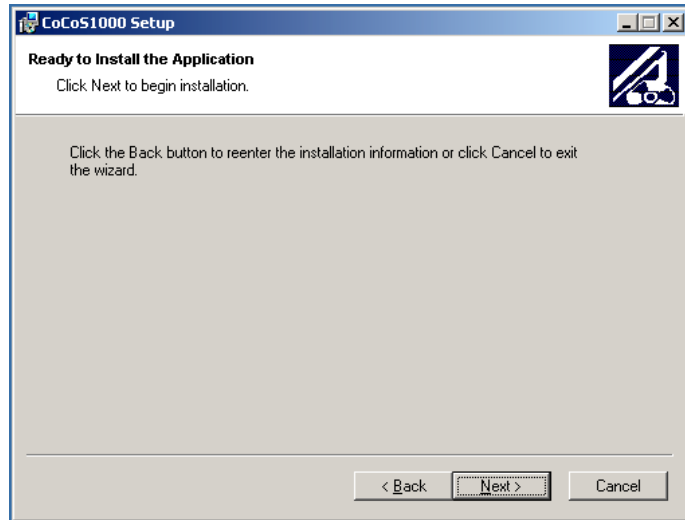 CoCoS1000 Setup
Ready to Install the Application
Click Next to begin installation.
Click the Back button to reenter the installation information or click Cancel to exit
the wizard.
< Back Next > Cancel